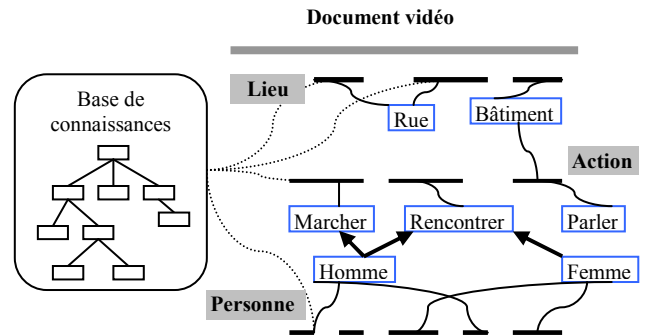 Document vidéo
Lieu
Base de
connaissances
Rue
Bâtiment
Action
Marcher
Rencontrer
Parler
Homme
Femme
Personne